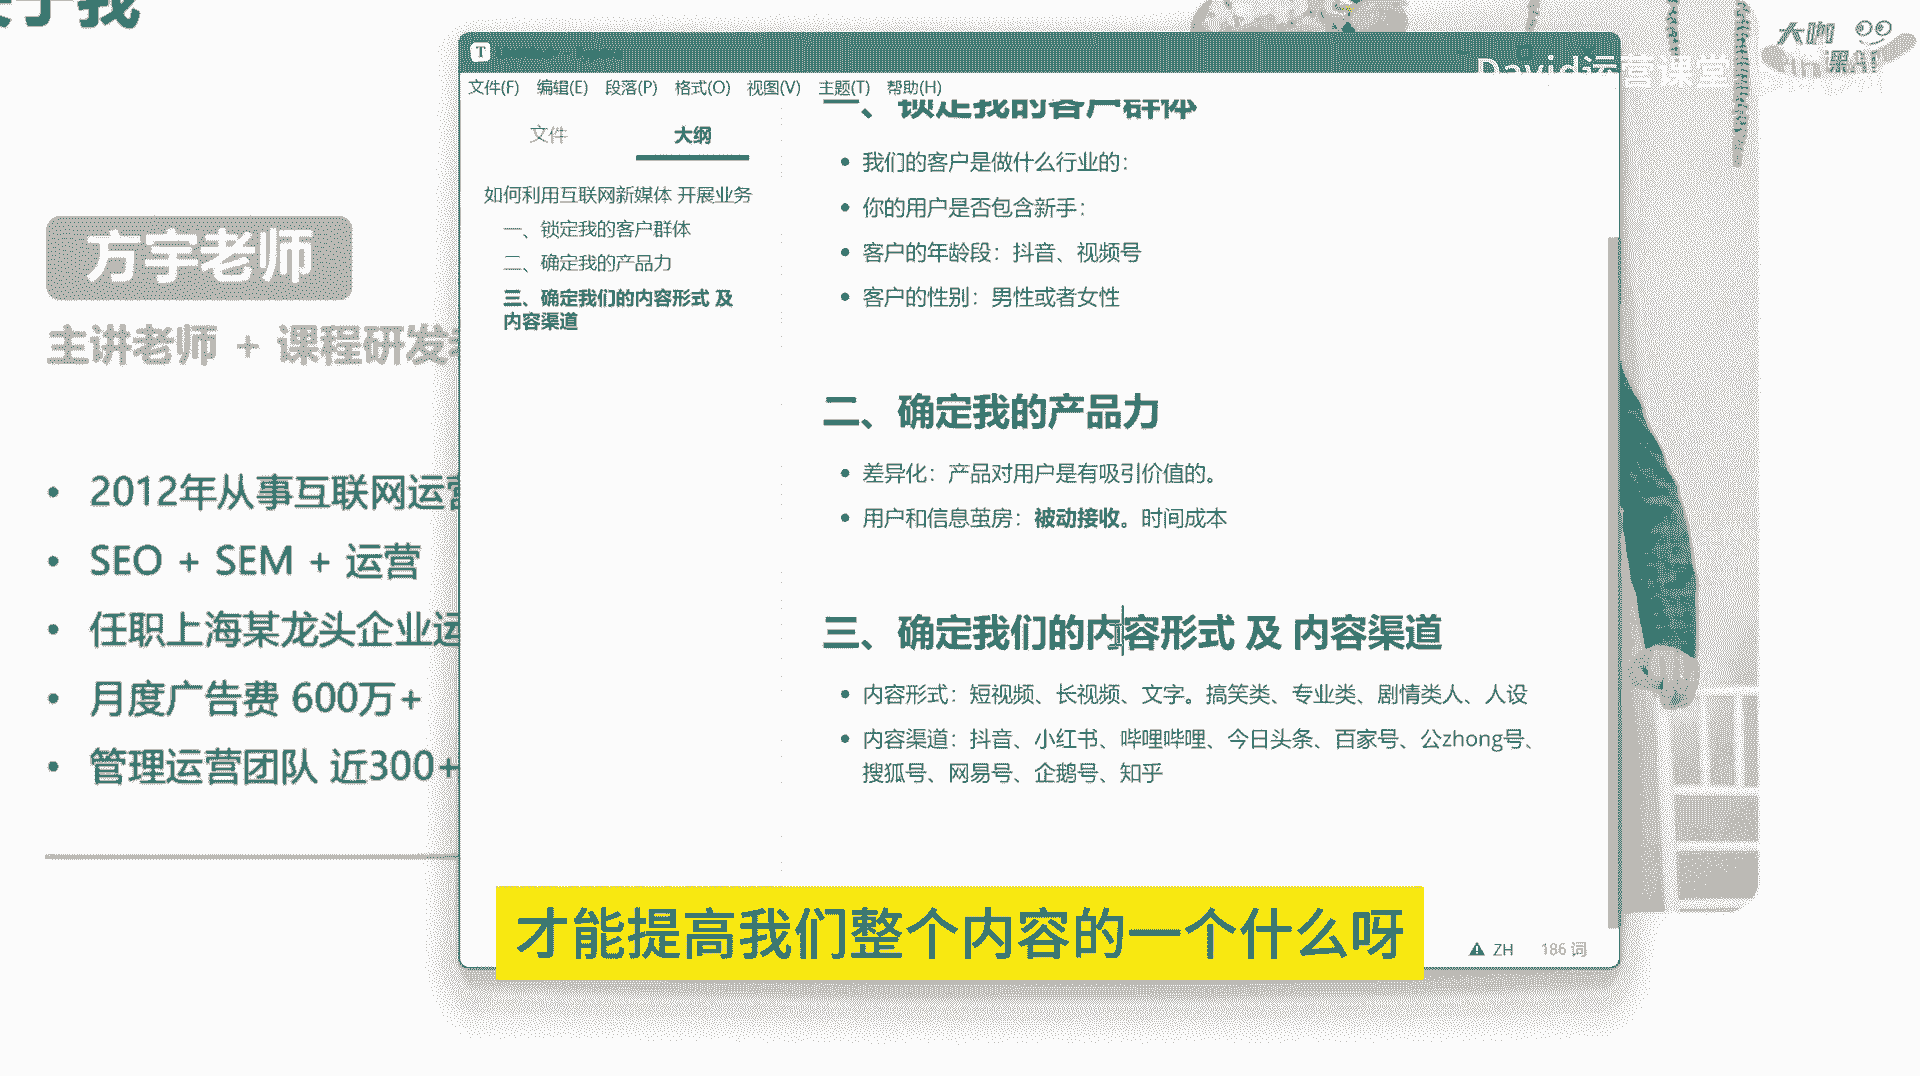 关于我
方宇老师
主讲老师 + 课程研发
2012年从事互联网运营
SEO + SEM + 运营
任职上海某龙头企业运
月度广告费 600万+
管理运营团队 近300+
T
文件(F) 编辑(E) 段落(P) 格式(O) 视图(V) 主题(T) 帮助(H)
文件 大纲
如何利用互联网新媒体 开展业务
一、锁定我的客户群体
二、确定我的产品力
三、确定我们的内容形式 及
内容渠道
一、锁定我的客户群体
我们的客户是做什么行业的：
你的用户是否包含新手：
客户的年龄段：抖音、视频号
客户的性别：男性或者女性
二、确定我的产品力
差异化：产品对用户是有吸引价值的。
用户和信息茧房：被动接收。时间成本
三、确定我们的内容形式 及 内容渠道
内容形式：短视频、长视频、文字。搞笑类、专业类、剧情类人、人设
内容渠道：抖音、小红书、哔哩哔哩、今日头条、百家号、公zhong号、
搜狐号、网易号、企鹅号、知乎
ZH 186 词
才能提高我们整个内容的一个什么呀
David运营课堂
大咖